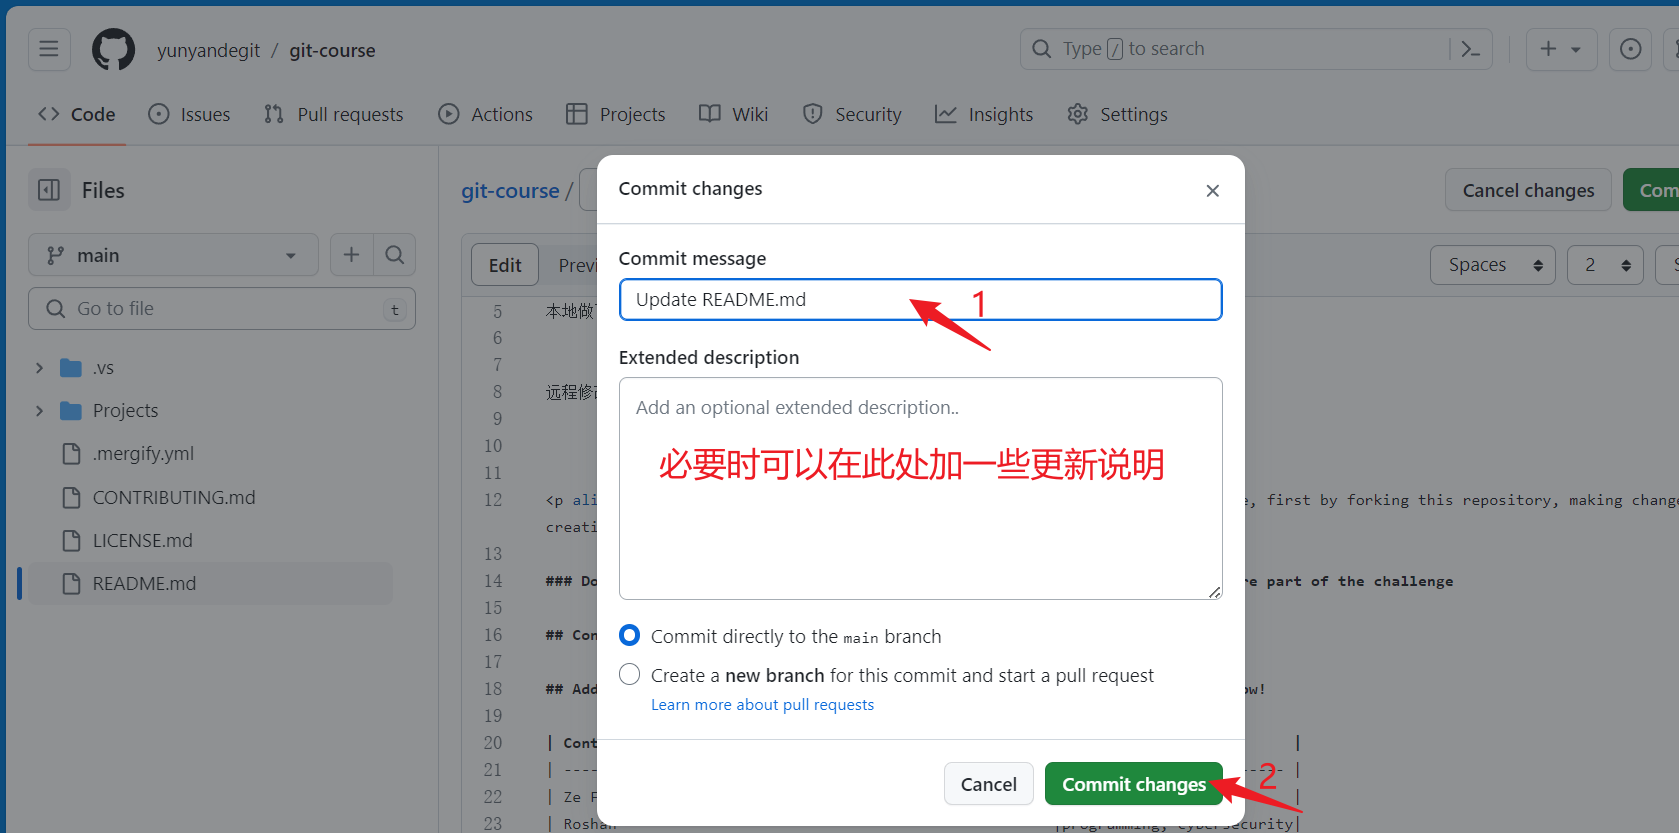 yunyandegit / git-course
Type / to search
Code
Issues
Pull requests
Actions
Projects
Wiki
Security
Insights
Settings
Files
main
Go to file
t
.vs
Projects
.mergify.yml
CONTRIBUTING.md
LICENSE.md
README.md
git-course /
Cancel changes
Com
Edit
Previ
Spaces
2
5 本地做
6
7
8 远程修
9
10
11
12 <p ali , first by forking this repository, making change
creati
13
14 ### Do re part of the challenge
15
16 ## Con
17
18 ## Add ow!
19
20 | Cont |
21 | ---- ---- |
22 | Ze F |
23 | Roshan |programming, Cybersecurity|
Commit changes
Commit message
Update README.md
1
Extended description
Add an optional extended description..
必要时可以在此处加一些更新说明
Commit directly to the main branch
Create a new branch for this commit and start a pull request
Learn more about pull requests
Cancel
Commit changes
2